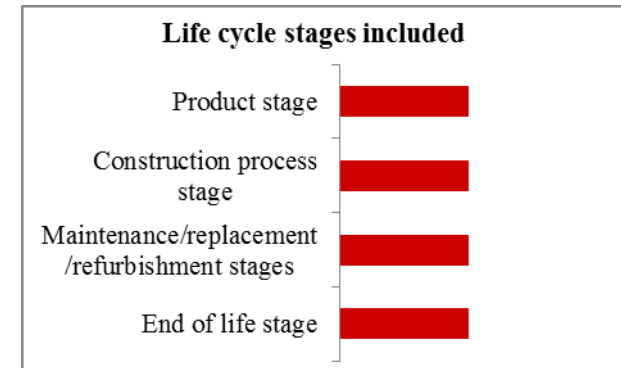 Life cycle stages included
Product stage
Construction process
stage
Maintenance/replacement
/refurbishment stages
End of life stage